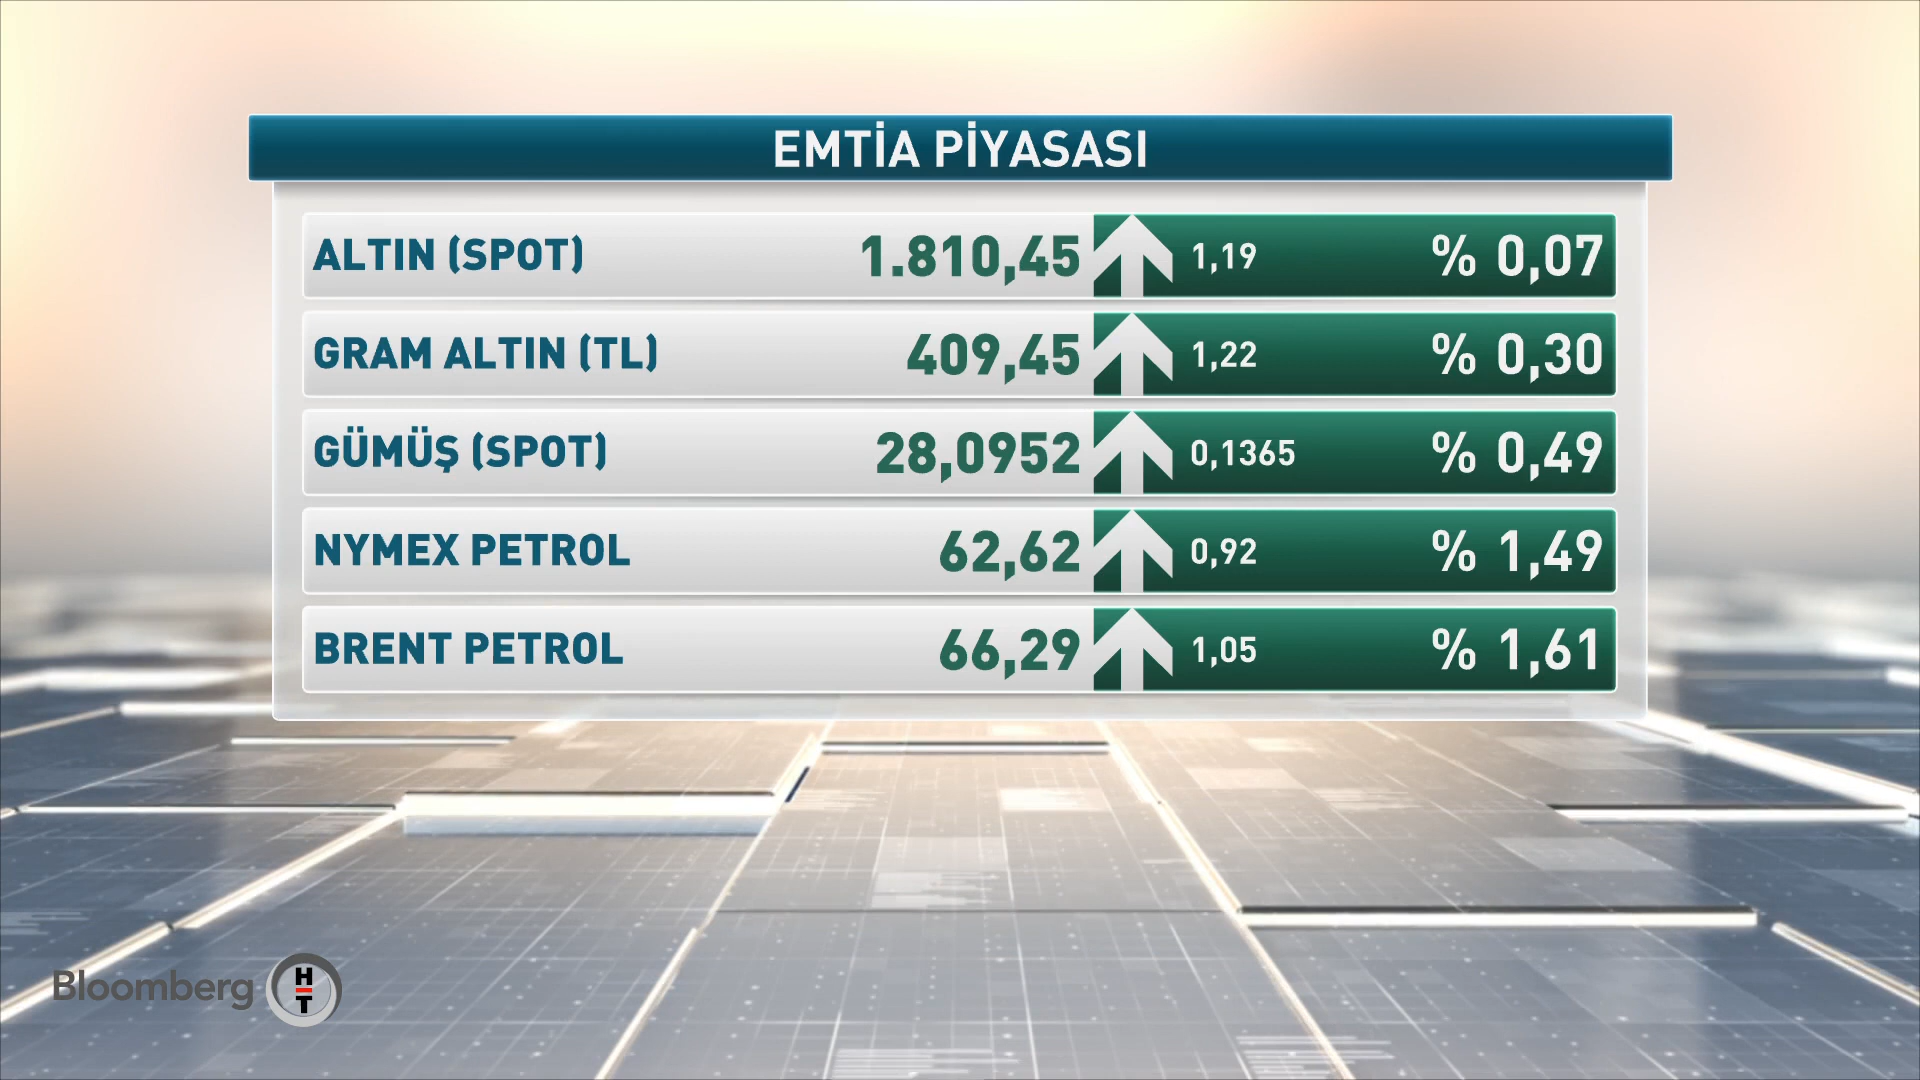 EMTİA PİYASASI
ALTIN (SPOT) 1.810,45 1,19 % 0,07
GRAM ALTIN (TL) 409,45 1,22 % 0,30
GÜMÜŞ (SPOT) 28,0952 0,1365 % 0,49
NYMEX PETROL 62,62 0,92 % 1,49
BRENT PETROL 66,29 1,05 % 1,61
Bloomberg HT